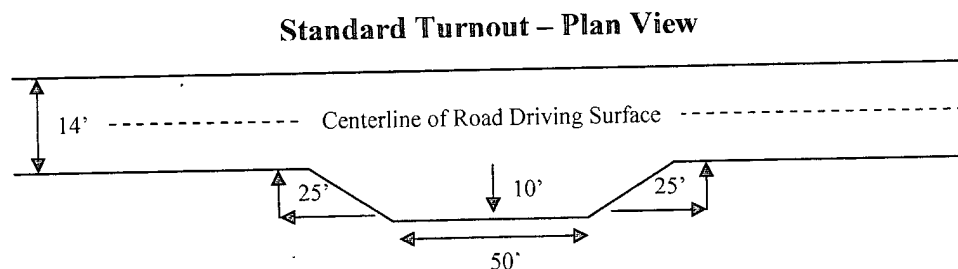 Standard Turnout – Plan View
14'
Centerline of Road Driving Surface
25'
10'
25'
50'